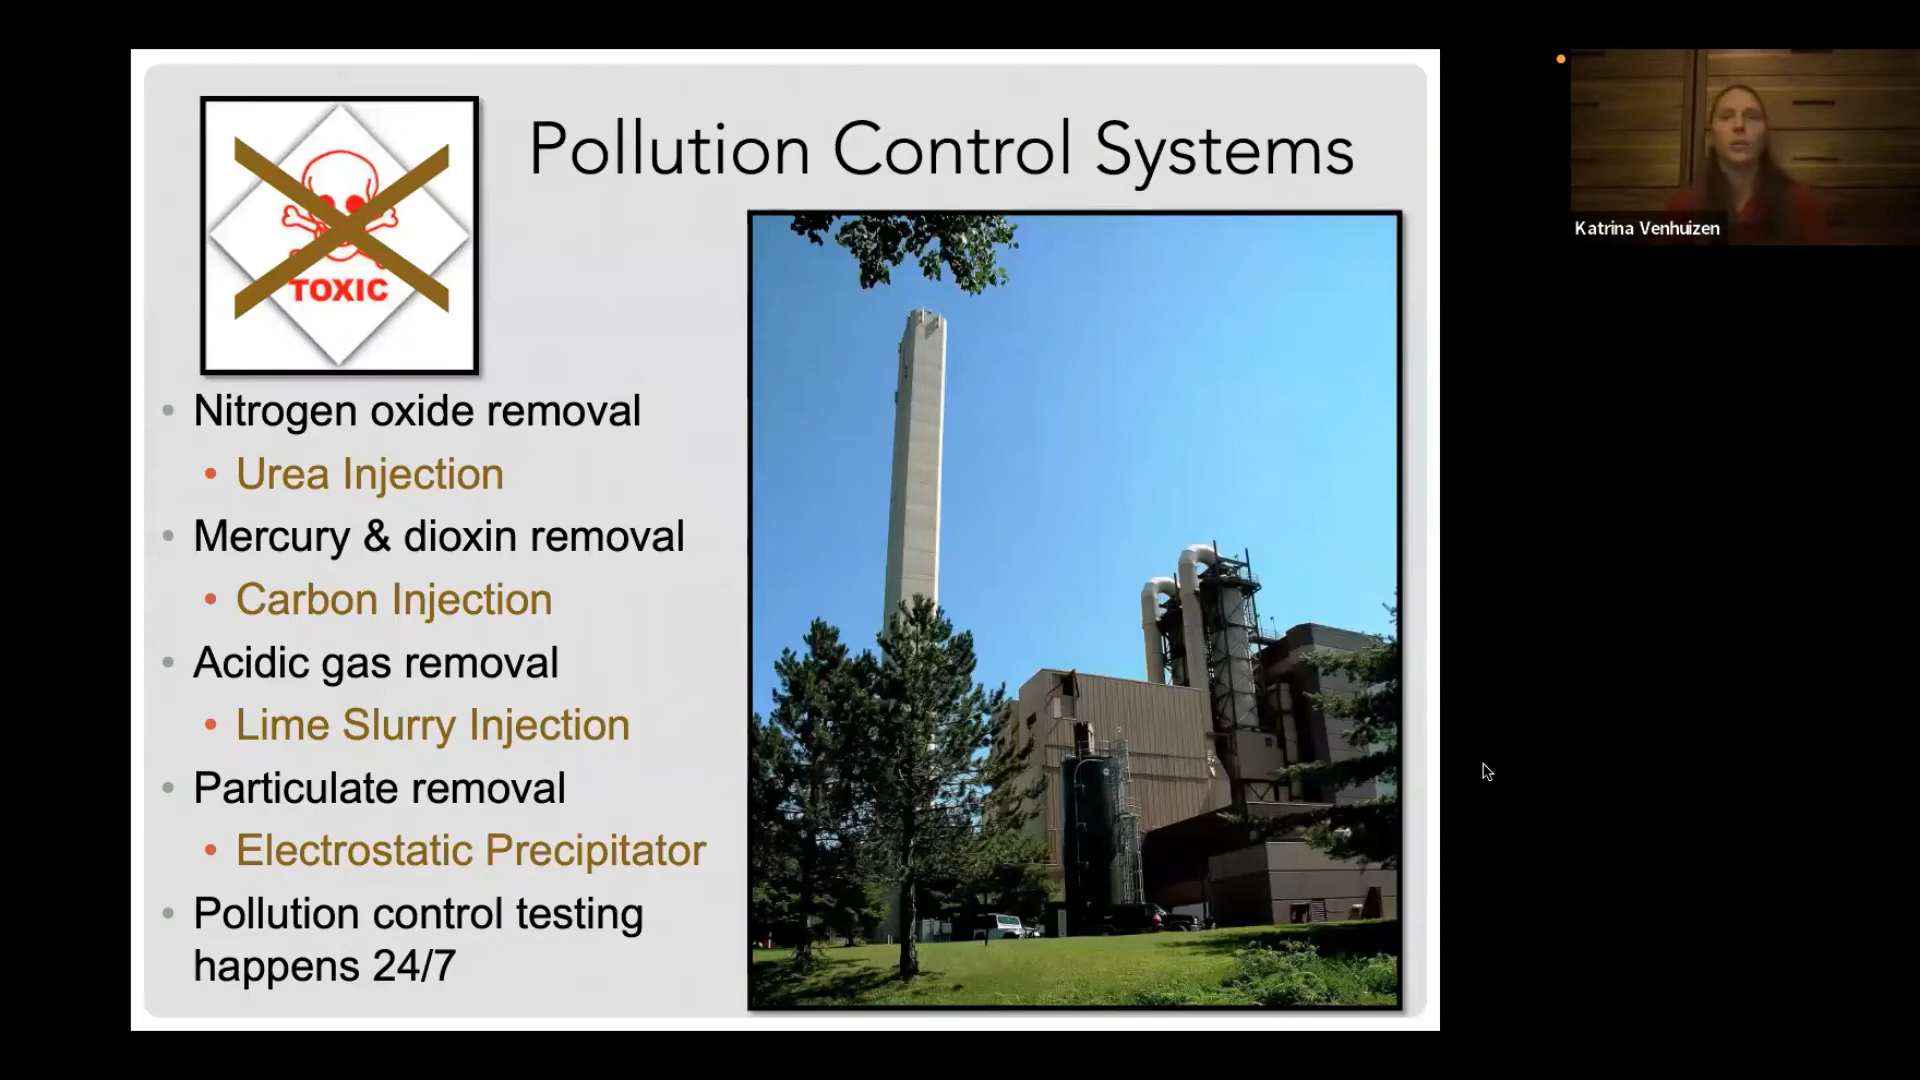 TOXIC
Pollution Control Systems
• Nitrogen oxide removal
• Urea Injection
• Mercury & dioxin removal
• Carbon Injection
• Acidic gas removal
• Lime Slurry Injection
• Particulate removal
• Electrostatic Precipitator
• Pollution control testing
happens 24/7
Katrina Venhuizen